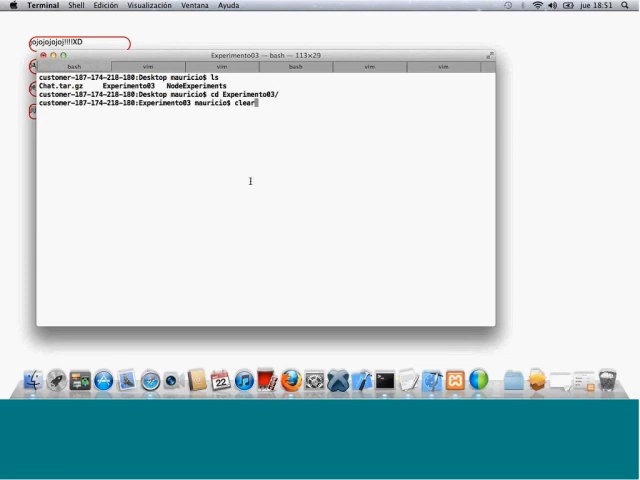 Terminal Shell Edición Visualización Ventana Ayuda jue 18:51
jojojojojoj!!!!XD
Experimento03 — bash — 113×29
bash vim vim bash vim vim
customer-187-174-218-180:Desktop mauricio$ ls
Chat.tar.gz Experimento03 NodeExperiments
customer-187-174-218-180:Desktop mauricio$ cd Experimento03/
customer-187-174-218-180:Experimento03 mauricio$ clear
22